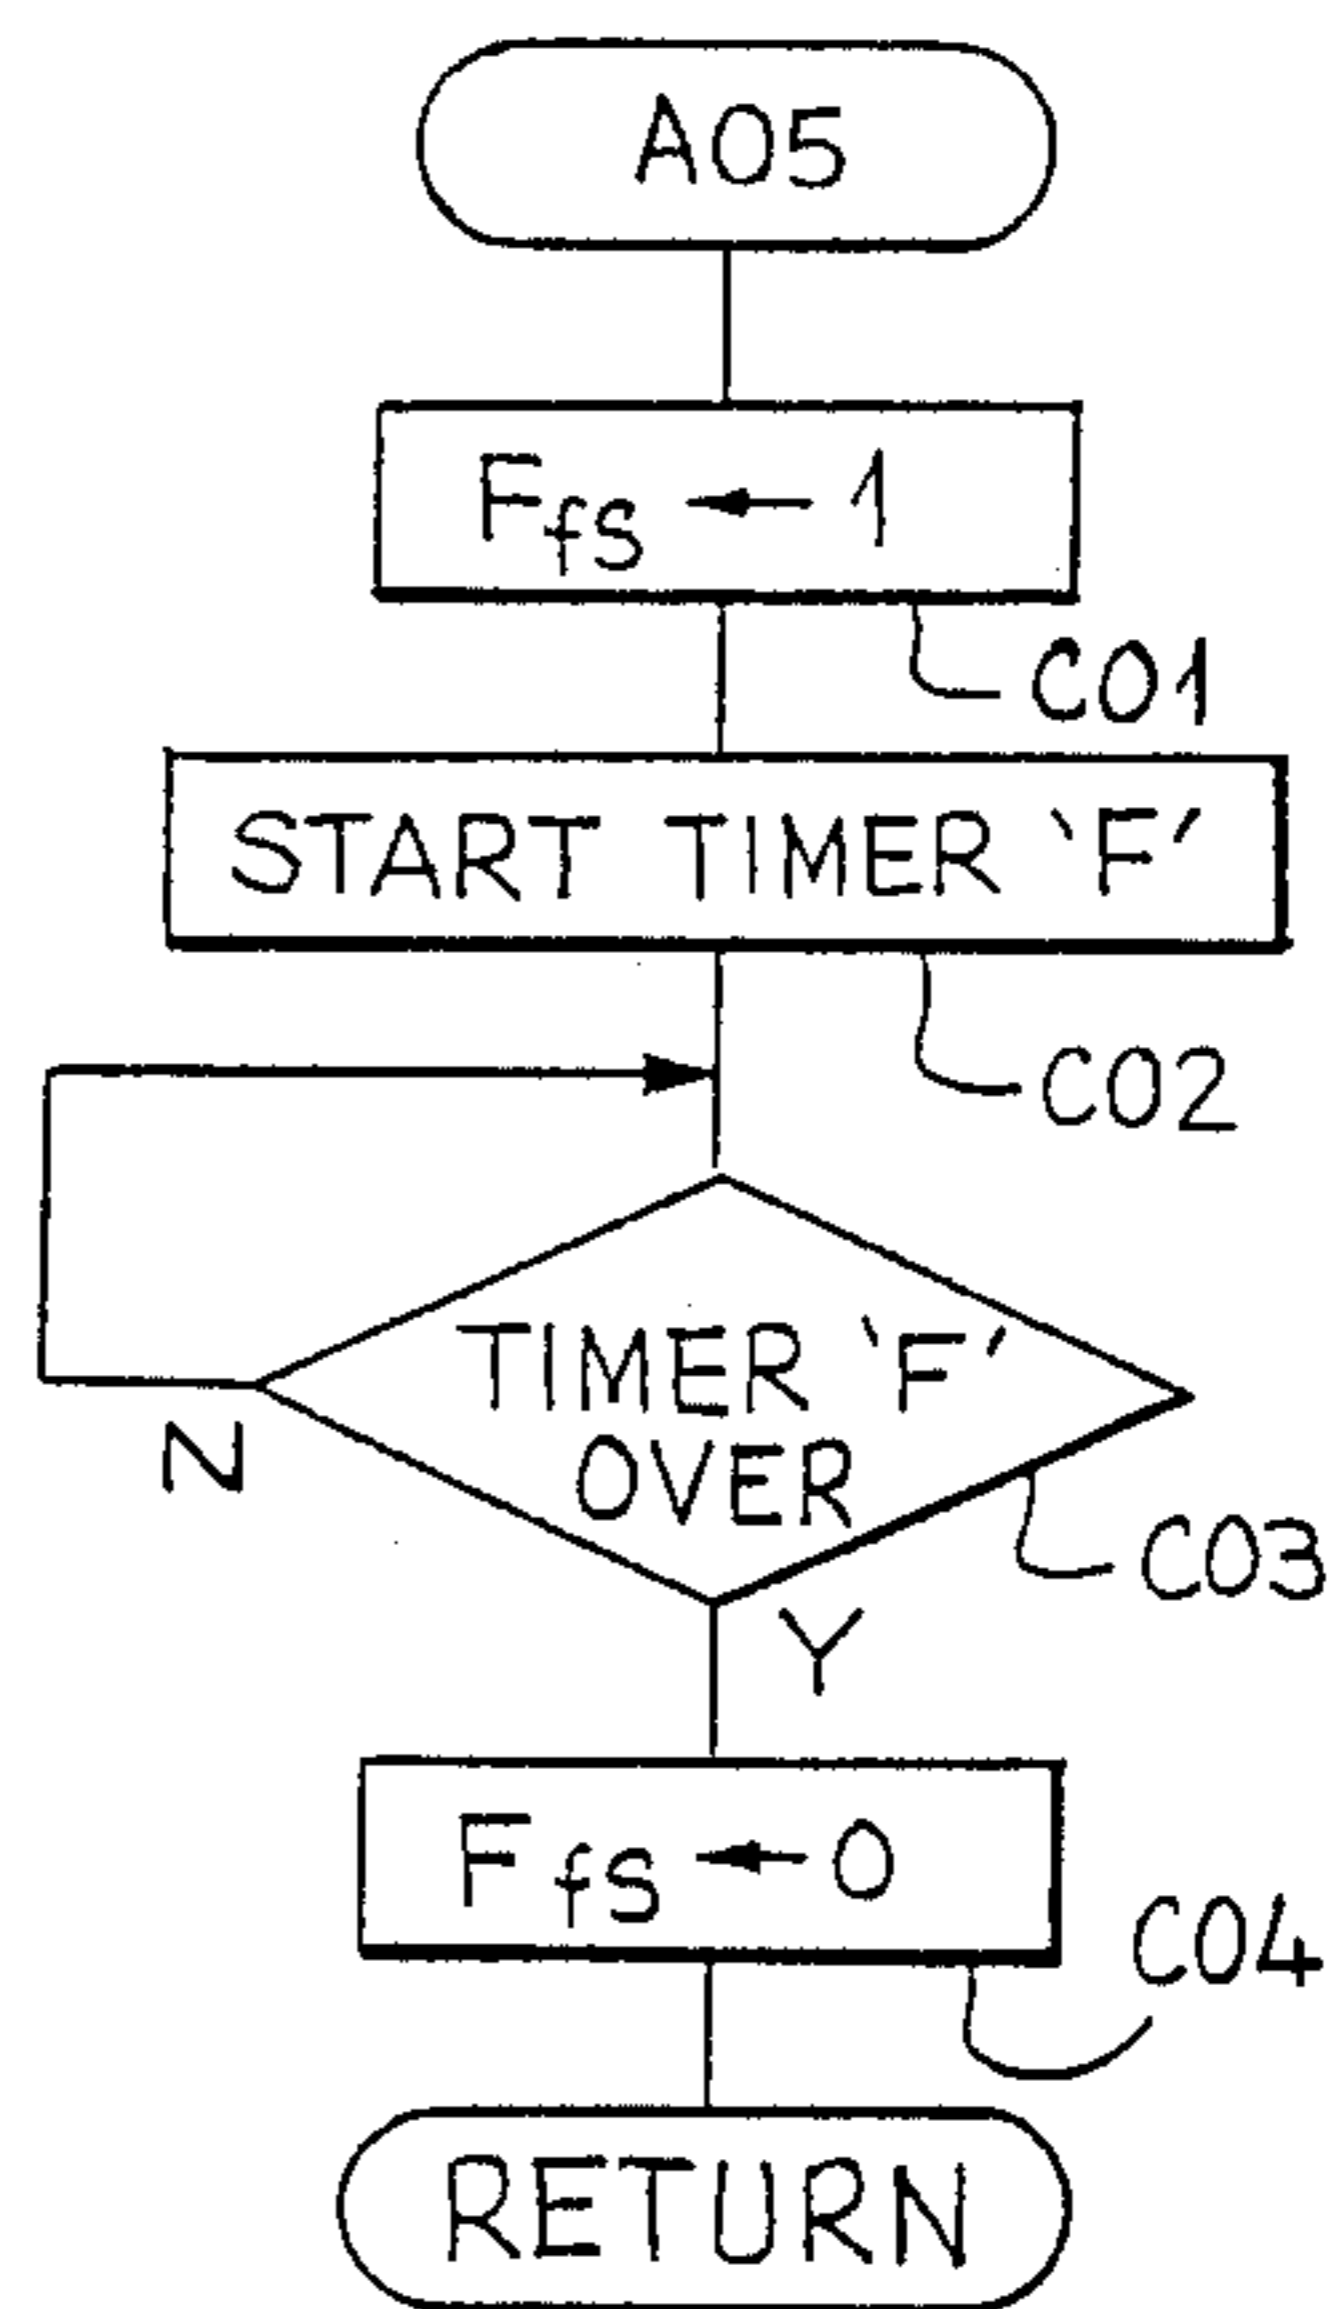 A05
Ffs ← 1
C01
START TIMER 'F'
C02
TIMER 'F'
OVER
N
C03
Y
Ffs ← 0
C04
RETURN